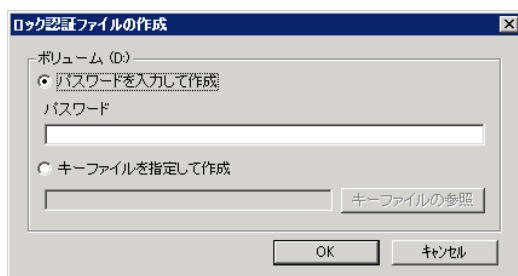 ロック認証ファイルの作成
ボリューム (D:)
パスワードを入力して作成
パスワード
キーファイルを指定して作成
キーファイルの参照
OK
キャンセル